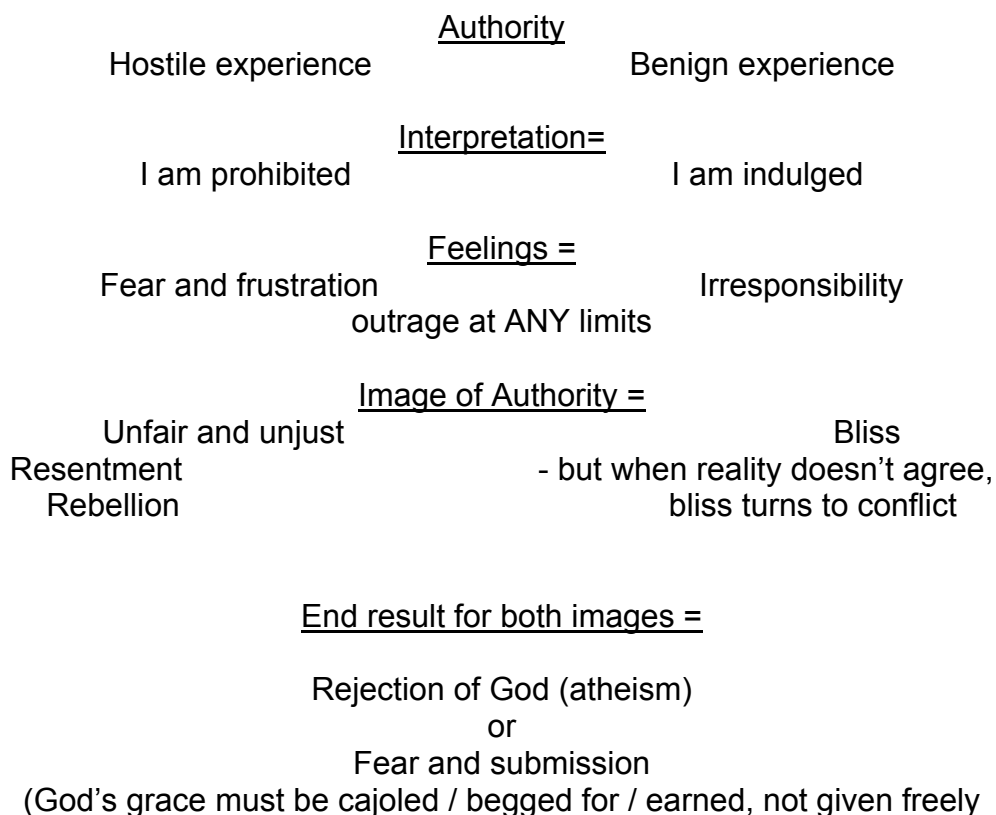 Authority
Hostile experience Benign experience
Interpretation=
I am prohibited I am indulged
Feelings =
Fear and frustration Irresponsibility
outrage at ANY limits
Image of Authority =
Unfair and unjust Bliss
Resentment - but when reality doesn’t agree,
Rebellion bliss turns to conflict
End result for both images =
Rejection of God (atheism)
or
Fear and submission
(God’s grace must be cajoled / begged for / earned, not given freely